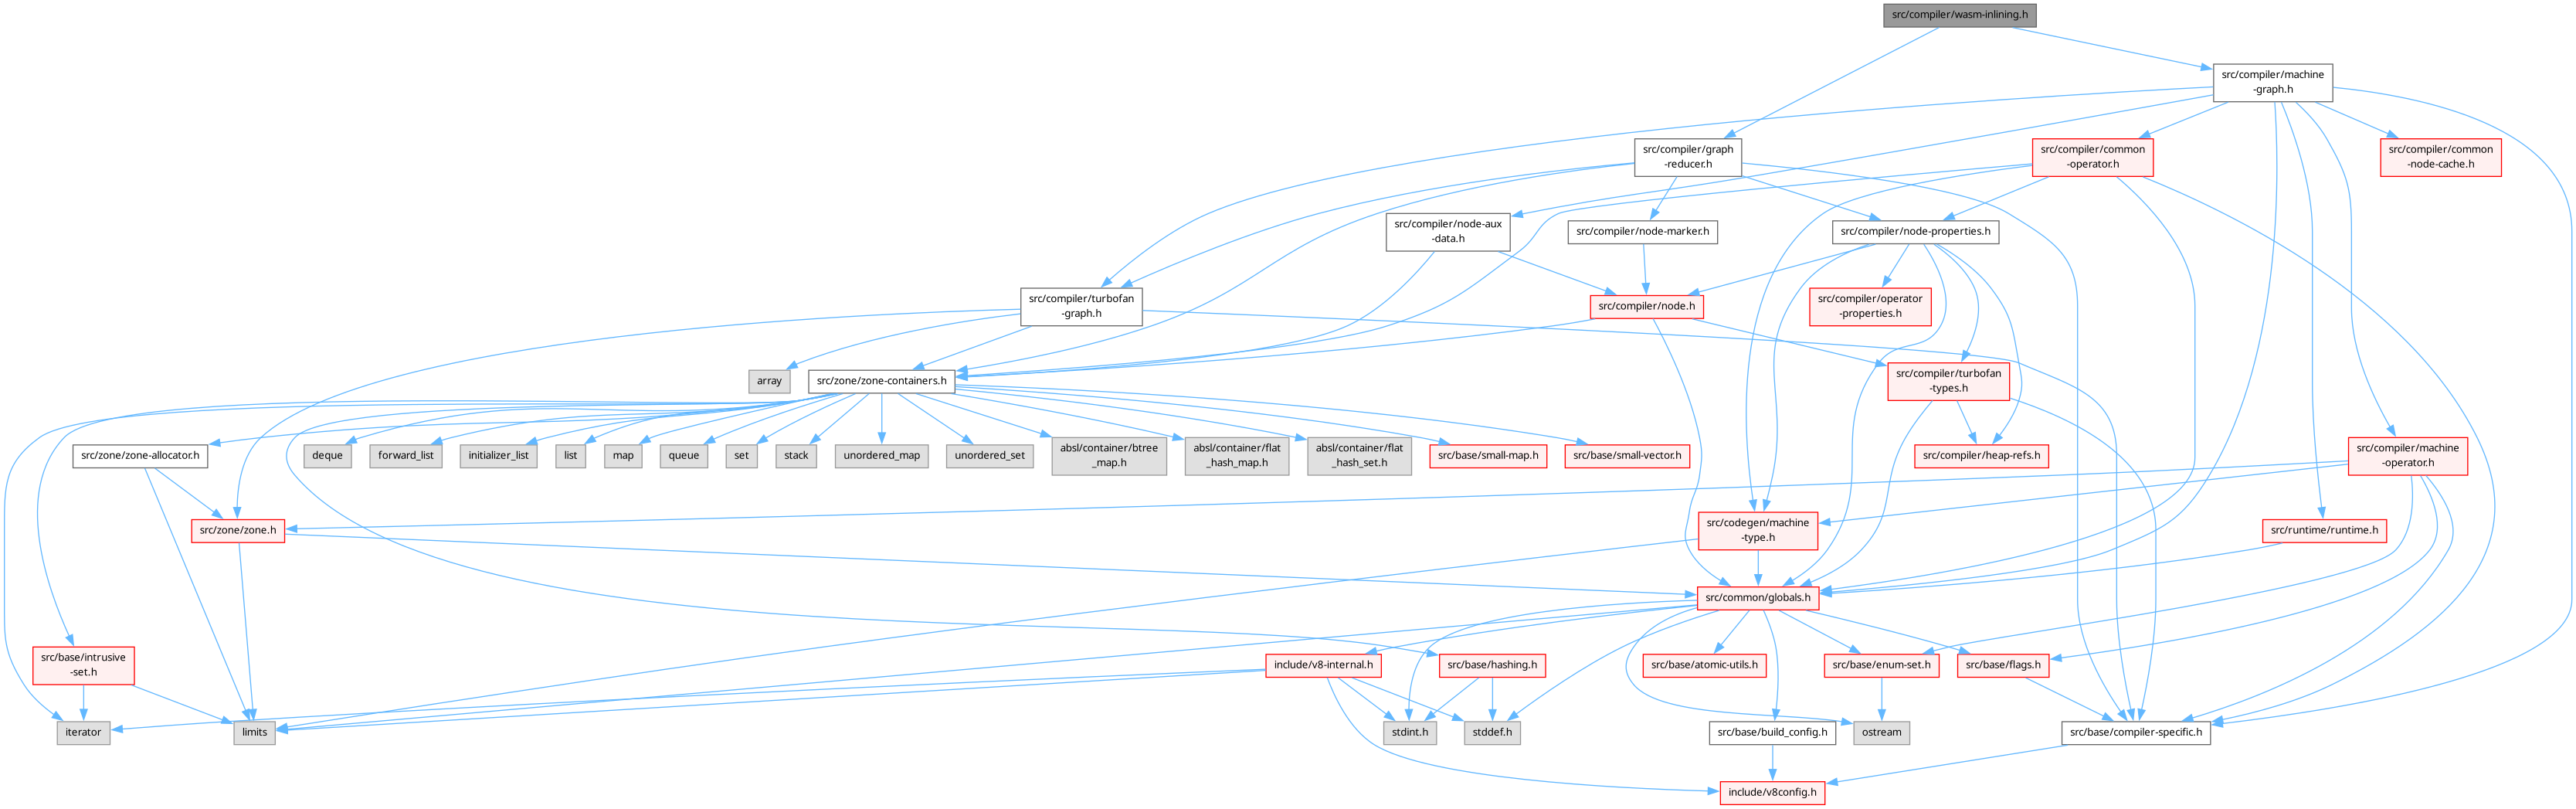 src/compiler/wasm-inlining.h
src/compiler/machine
-graph.h
src/compiler/graph
-reducer.h
src/compiler/common
-operator.h
src/compiler/common
-node-cache.h
src/compiler/node-aux
-data.h
src/compiler/node-marker.h
src/compiler/node-properties.h
src/compiler/turbofan
-graph.h
src/compiler/node.h
src/compiler/operator
-properties.h
array
src/zone/zone-containers.h
src/compiler/turbofan
-types.h
src/zone/zone-allocator.h
deque
forward_list
initializer_list
list
map
queue
set
stack
unordered_map
unordered_set
absl/container/btree
_map.h
absl/container/flat
_hash_map.h
absl/container/flat
_hash_set.h
src/base/small-map.h
src/base/small-vector.h
src/compiler/heap-refs.h
src/compiler/machine
-operator.h
src/zone/zone.h
src/codegen/machine
-type.h
src/runtime/runtime.h
src/common/globals.h
src/base/intrusive
-set.h
include/v8-internal.h
src/base/hashing.h
src/base/atomic-utils.h
src/base/enum-set.h
src/base/flags.h
iterator
limits
stdint.h
stddef.h
src/base/build_config.h
ostream
src/base/compiler-specific.h
include/v8config.h